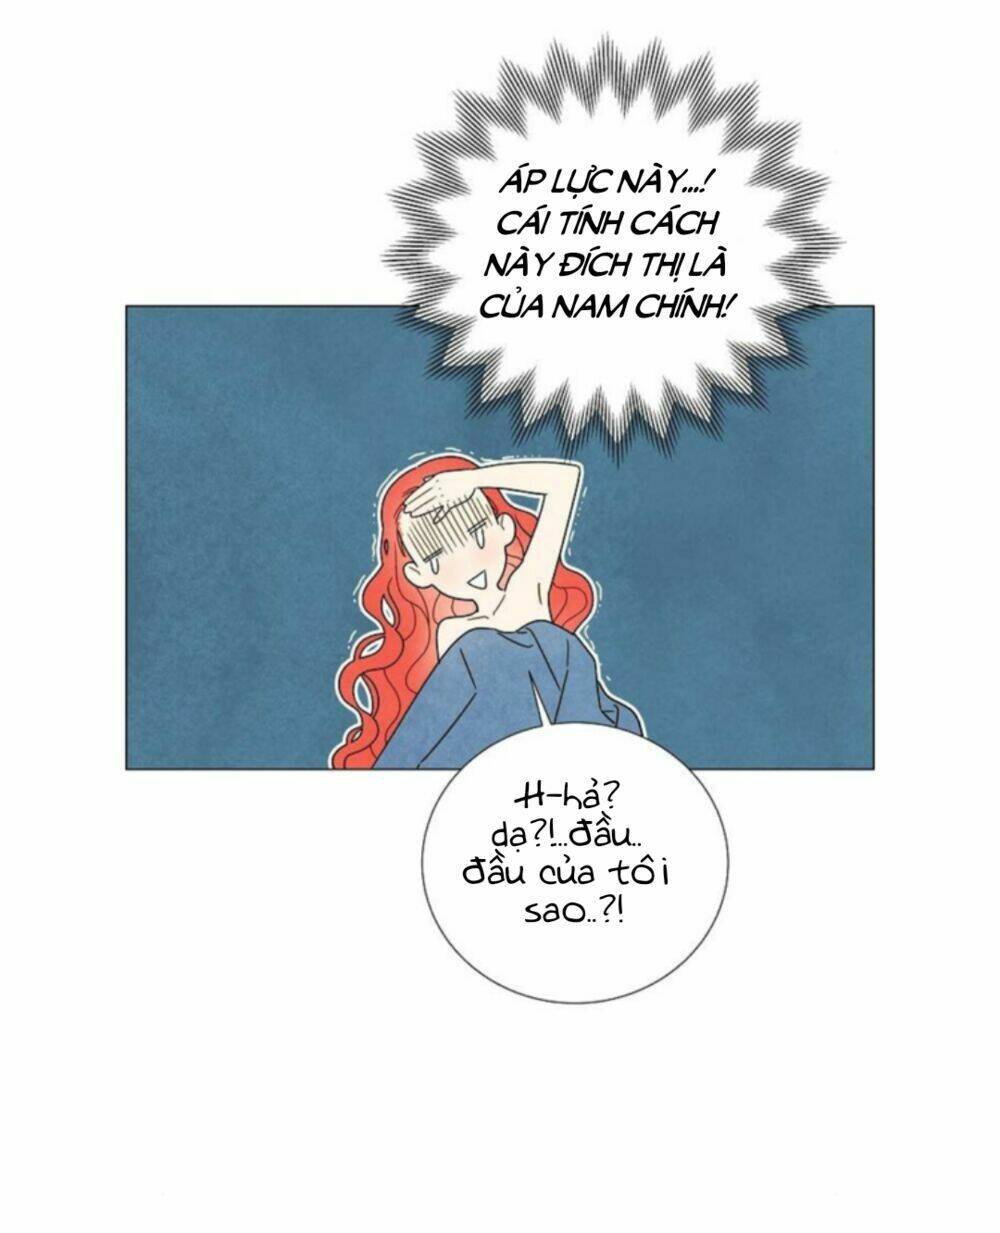 ÁP LỰC NÀY...!
CÁI TÍNH CÁCH
NÀY ĐÍCH THỊ LÀ
CỦA NAM CHÍNH!
H-hả?
dạ?!...đầu..
đầu của tôi
sao..?!